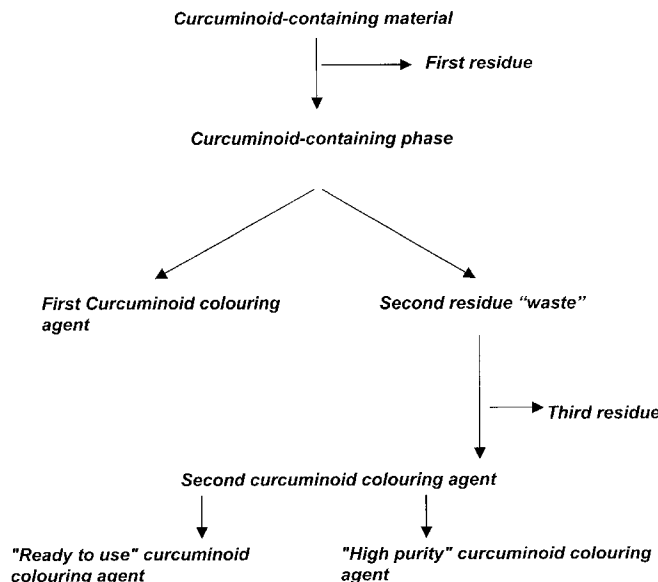 Curcuminoid-containing material
First residue
Curcuminoid-containing phase
First Curcuminoid colouring
agent
Second residue “waste”
Third residue
Second curcuminoid colouring agent
"Ready to use" curcuminoid
colouring agent
"High purity" curcuminoid colouring
agent